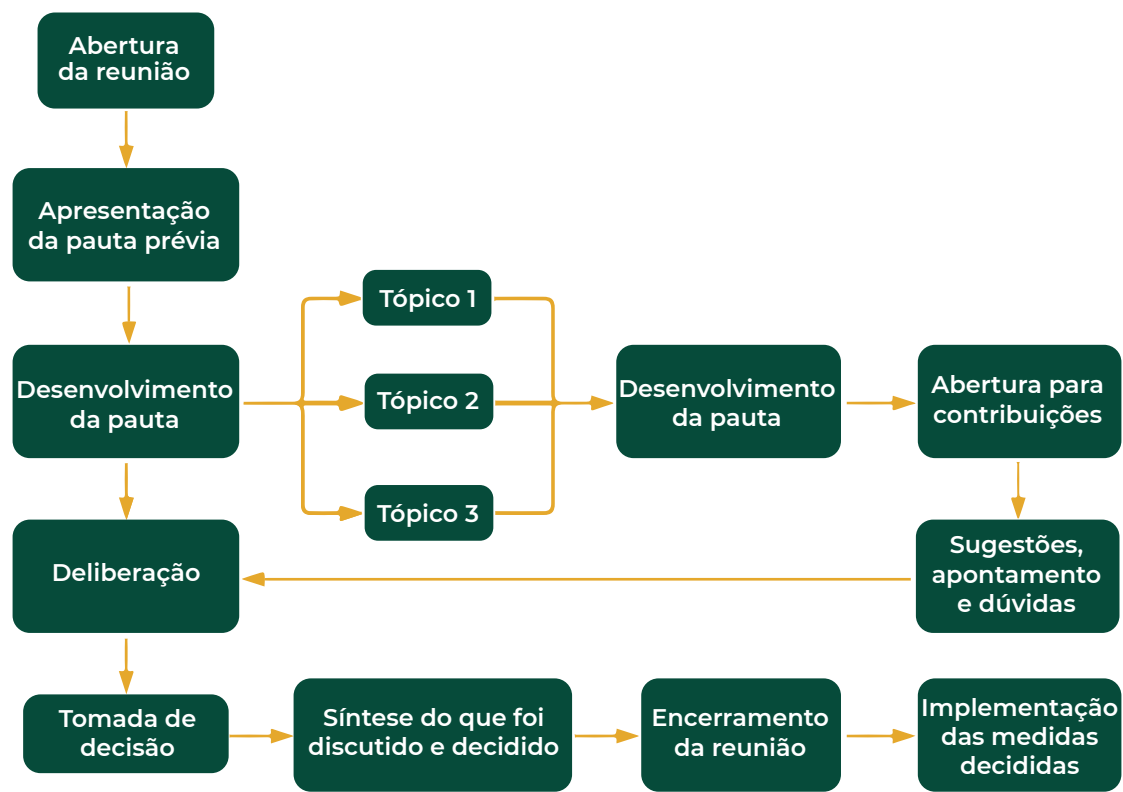 Abertura
da reunião
Apresentação
da pauta prévia
Desenvolvimento
da pauta
Tópico 1
Tópico 2
Tópico 3
Desenvolvimento
da pauta
Abertura para
contribuições
Sugestões,
apontamento
e dúvidas
Deliberação
Tomada de
decisão
Síntese do que foi
discutido e decidido
Encerramento
da reunião
Implementação
das medidas
decididas